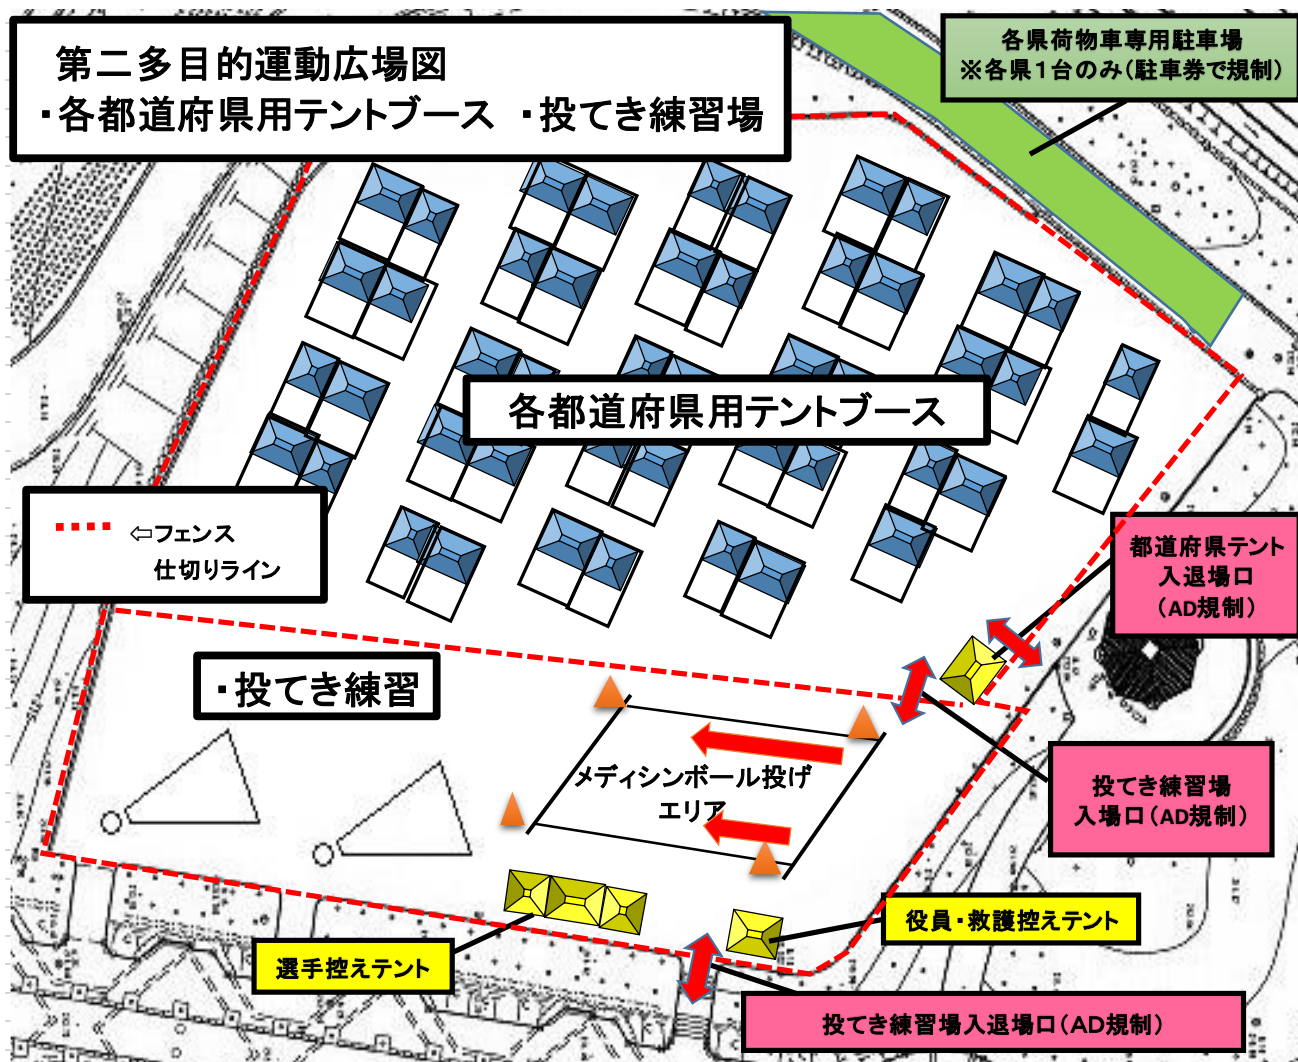 第二多目的運動広場図
・各都道府県用テントブース ・投てき練習場
各県荷物車専用駐車場
※各県1台のみ(駐車券で規制)
各都道府県用テントブース
⇦フェンス
仕切りライン
都道府県テント
入退場口
(AD規制)
・投てき練習
メディシンボール投げ
エリア
投てき練習場
入場口(AD規制)
役員・救護控えテント
選手控えテント
投てき練習場入退場口(AD規制)